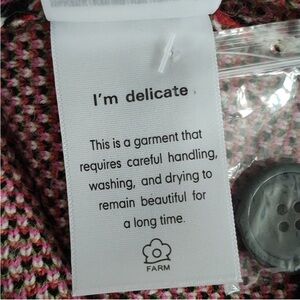 I'm delicate.
This is a garment that
requires careful handling,
washing, and drying to
remain beautiful for
a long time.
FARM